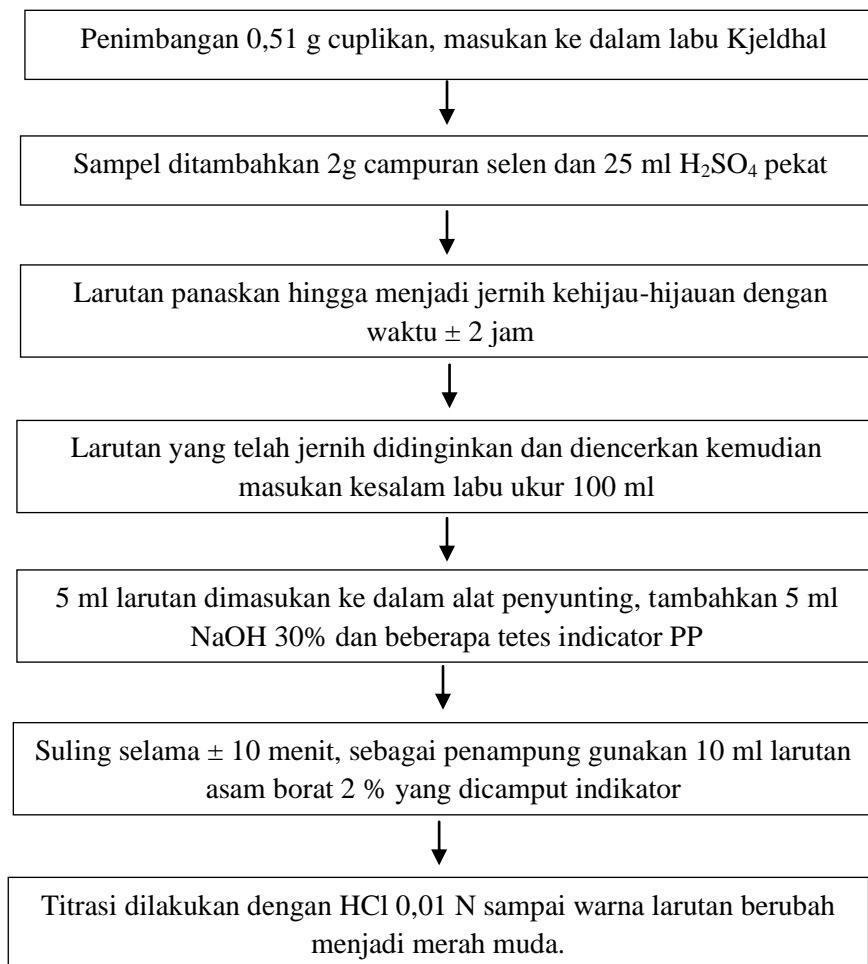 Penimbangan 0,51 g cuplikan, masukan ke dalam labu Kjeldhal
Sampel ditambahkan 2g campuran selen dan 25 ml H₂SO₄ pekat
Larutan panaskan hingga menjadi jernih kehijau-hijauan dengan
waktu ± 2 jam
Larutan yang telah jernih didinginkan dan diencerkan kemudian
masukan kesalam labu ukur 100 ml
5 ml larutan dimasukan ke dalam alat penyunting, tambahkan 5 ml
NaOH 30% dan beberapa tetes indicator PP
Suling selama ± 10 menit, sebagai penampung gunakan 10 ml larutan
asam borat 2 % yang dicamput indikator
Titrasi dilakukan dengan HCl 0,01 N sampai warna larutan berubah
menjadi merah muda.